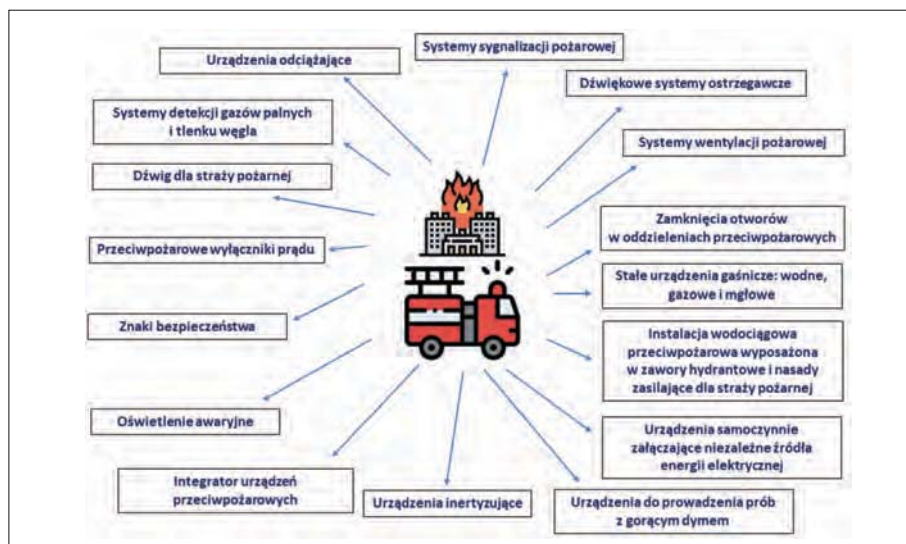 Systemy sygnalizacji pożarowej
Urządzenia odciążające
Dźwiękowe systemy ostrzegawcze
Systemy detekcji gazów palnych
i tlenku węgla
Systemy wentylacji pożarowej
Dźwig dla straży pożarnej
Zamknięcia otworów
w oddzieleniach przeciwpożarowych
Przeciwpożarowe wyłączniki prądu
Stałe urządzenia gaśnicze: wodne,
gazowe i mgłowe
Znaki bezpieczeństwa
Instalacja wodociągowa
przeciwpożarowa wyposażona
w zawory hydrantowe i nasady
zasilające dla straży pożarnej
Oświetlenie awaryjne
Urządzenia samoczynnie
załączające niezależne źródła
energii elektrycznej
Integrator urządzeń
przeciwpożarowych
Urządzenia inertyzujące
Urządzenia do prowadzenia prób
z gorącym dymem